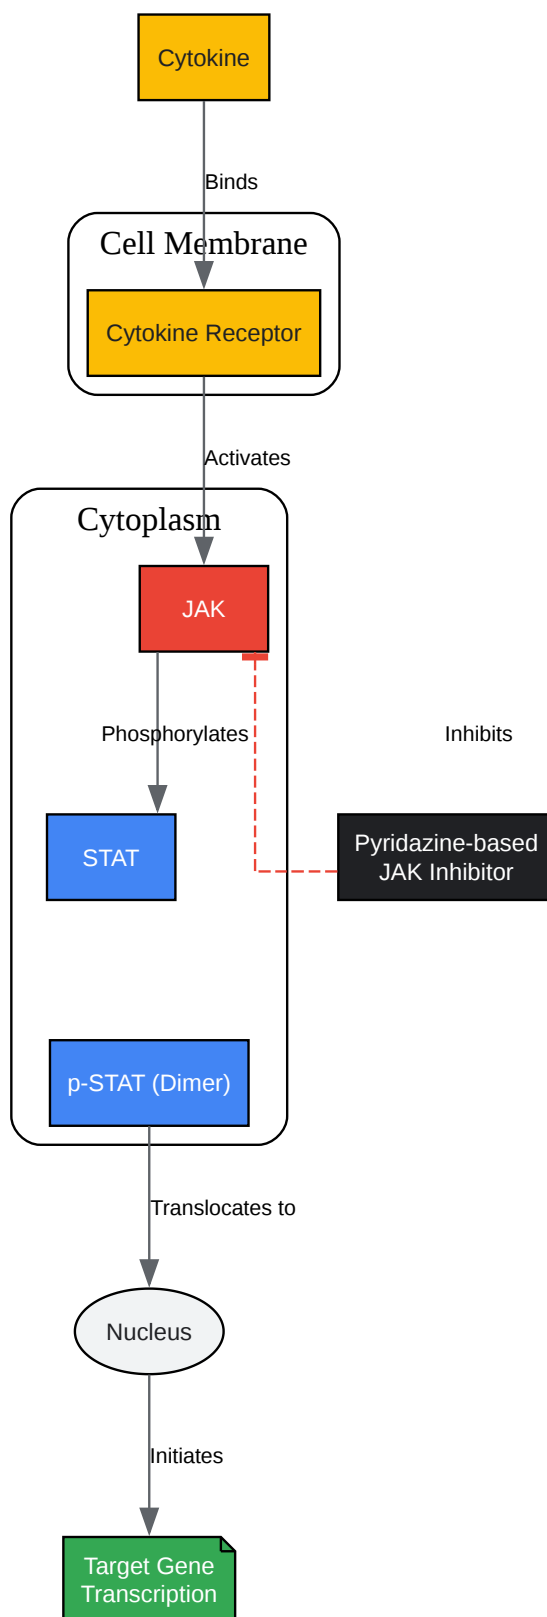 Cytokine
Binds
Cell Membrane
Cytokine Receptor
Activates
Cytoplasm
JAK
Phosphorylates
Inhibits
STAT
Pyridazine-based
JAK Inhibitor
p-STAT (Dimer)
Translocates to
Nucleus
Initiates
Target Gene
Transcription